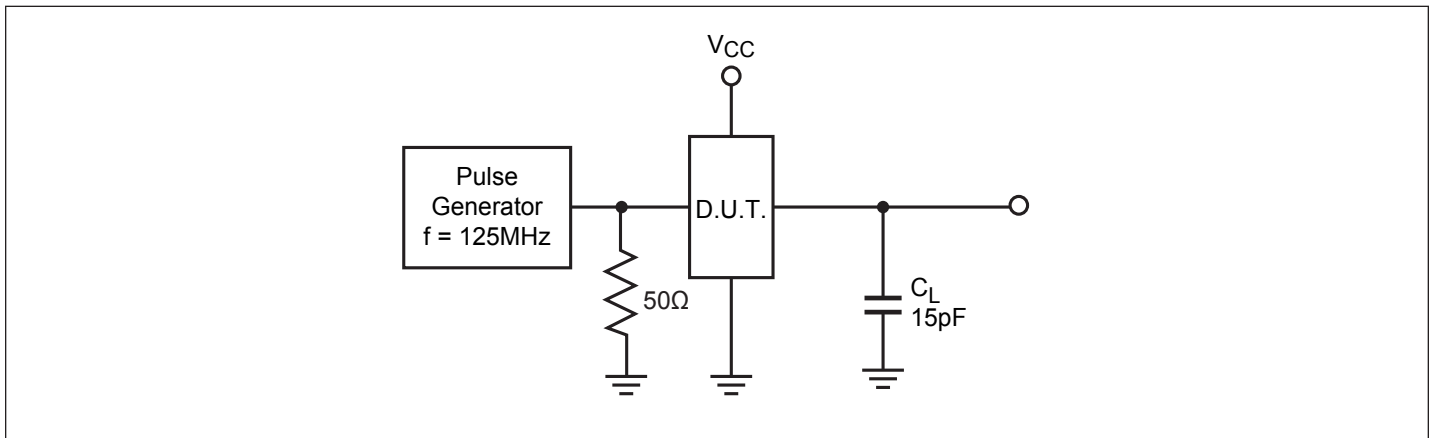 VCC
Pulse
Generator
f = 125MHz
D.U.T.
50Ω
CL
15pF